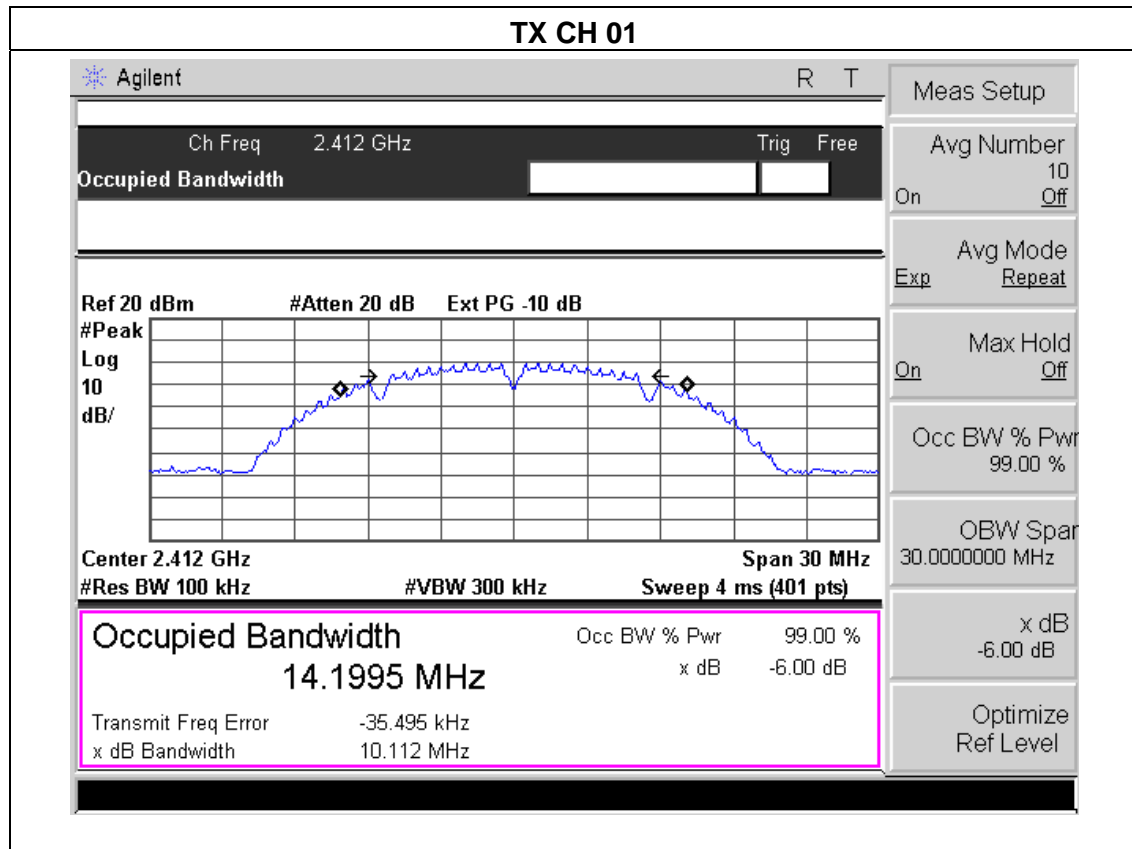 TX CH 01
Agilent R T
Ch Freq 2.412 GHz Trig Free
Occupied Bandwidth
Ref 20 dBm #Atten 20 dB Ext PG -10 dB
#Peak
Log
10
dB/
Center 2.412 GHz Span 30 MHz
#Res BW 100 kHz #VBW 300 kHz Sweep 4 ms (401 pts)
Occupied Bandwidth Occ BW % Pwr 99.00 %
14.1995 MHz x dB -6.00 dB
Transmit Freq Error -35.495 kHz
x dB Bandwidth 10.112 MHz
Meas Setup
Avg Number
10
On Off
Avg Mode
Exp Repeat
Max Hold
On Off
Occ BW % Pwr
99.00 %
OBW Span
30.0000000 MHz
x dB
-6.00 dB
Optimize
Ref Level